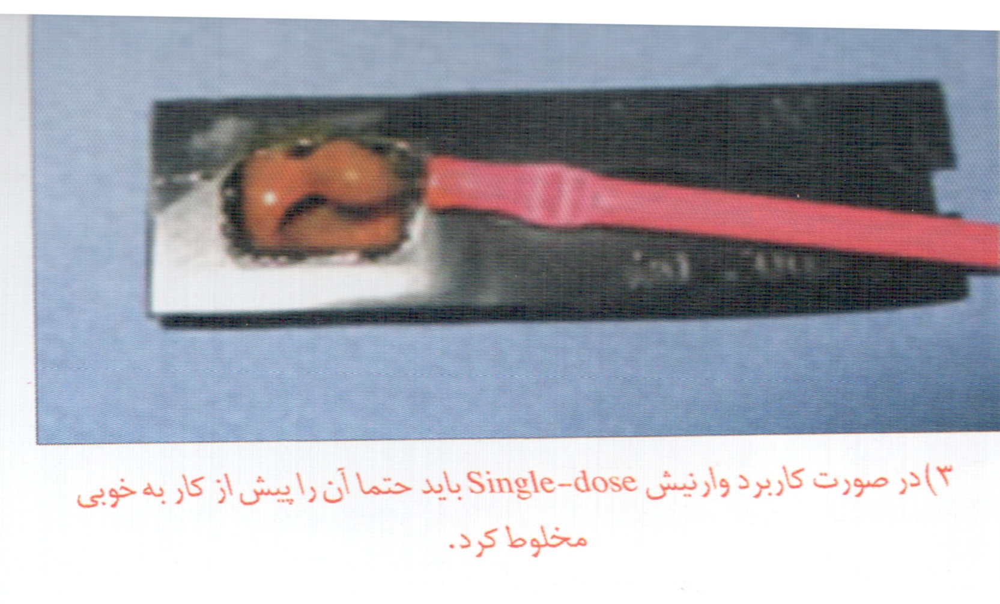 ۳) در صورت کاربرد وارنیش Single-dose باید حتما آن را پیش از کار به خوبی
مخلوط کرد.